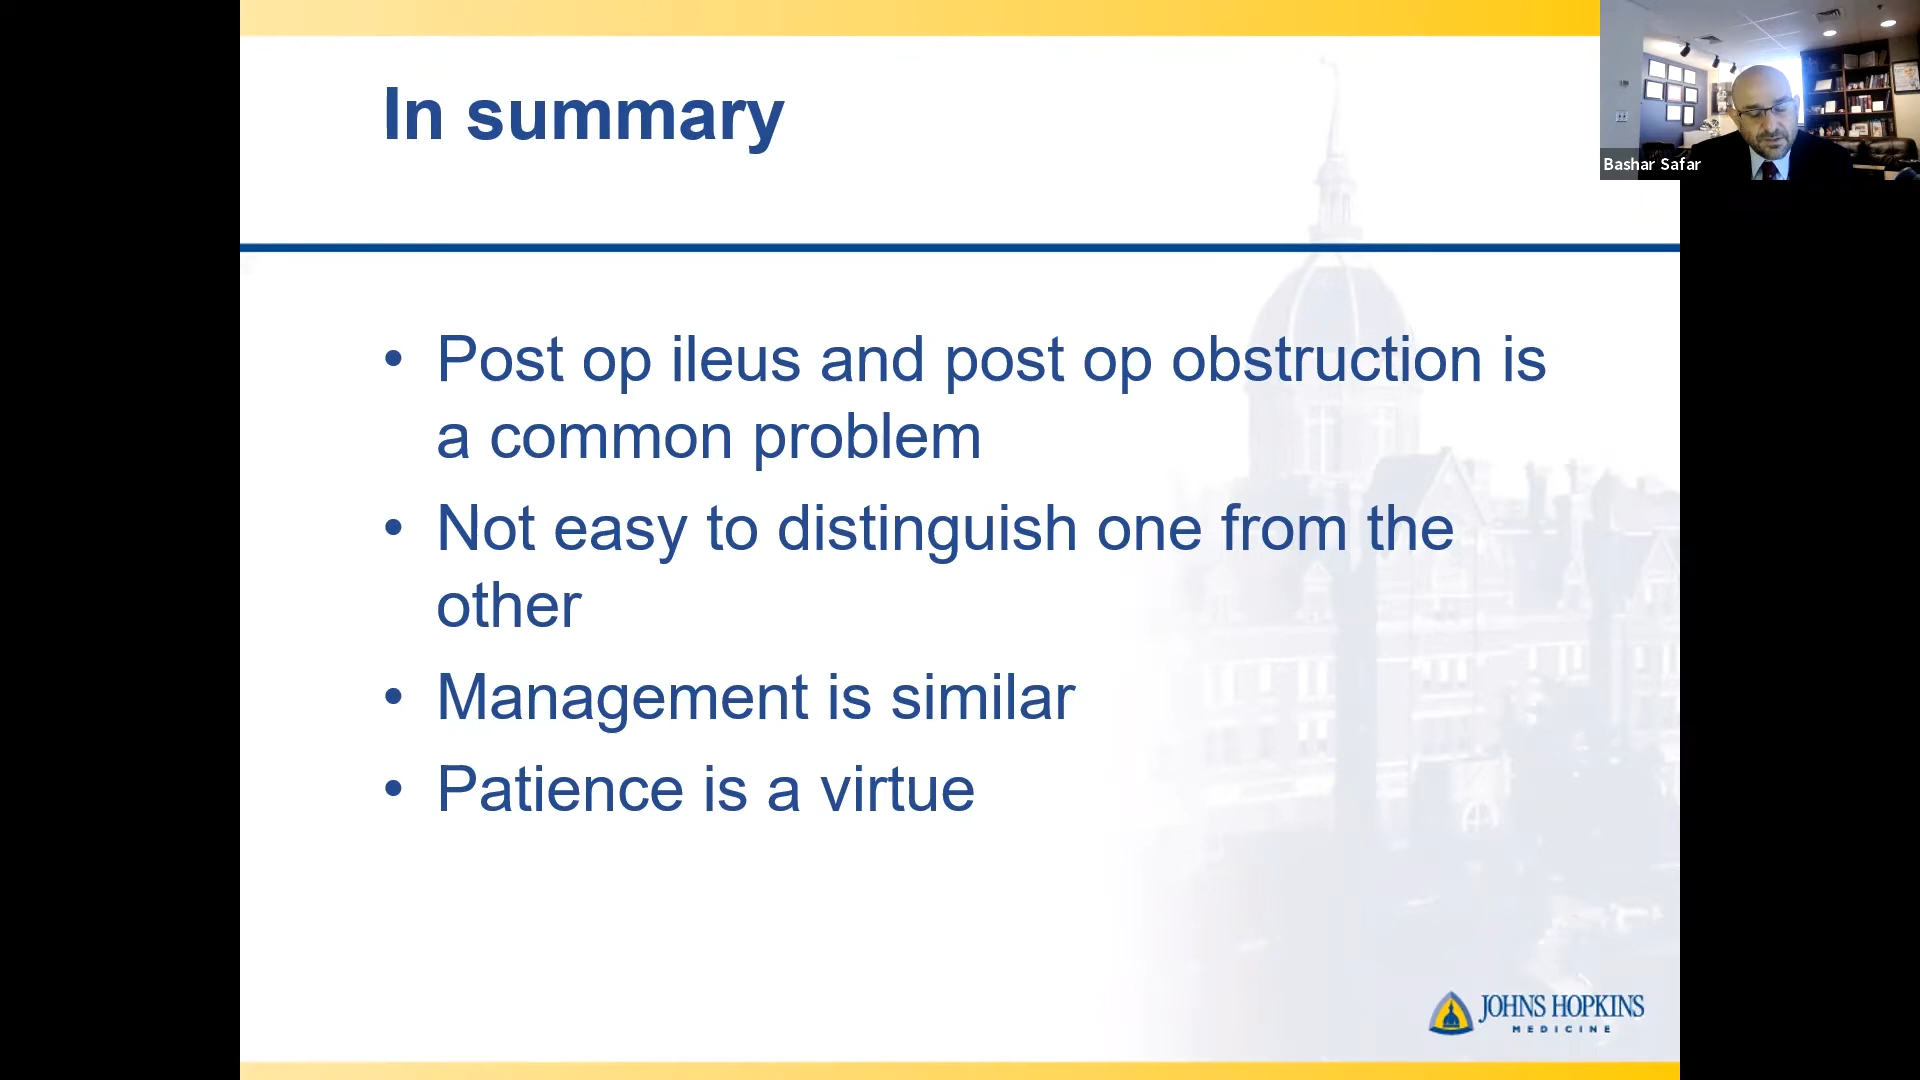 In summary
Bashar Safar
• Post op ileus and post op obstruction is
a common problem
• Not easy to distinguish one from the
other
• Management is similar
• Patience is a virtue
JOHNS HOPKINS
MEDICINE